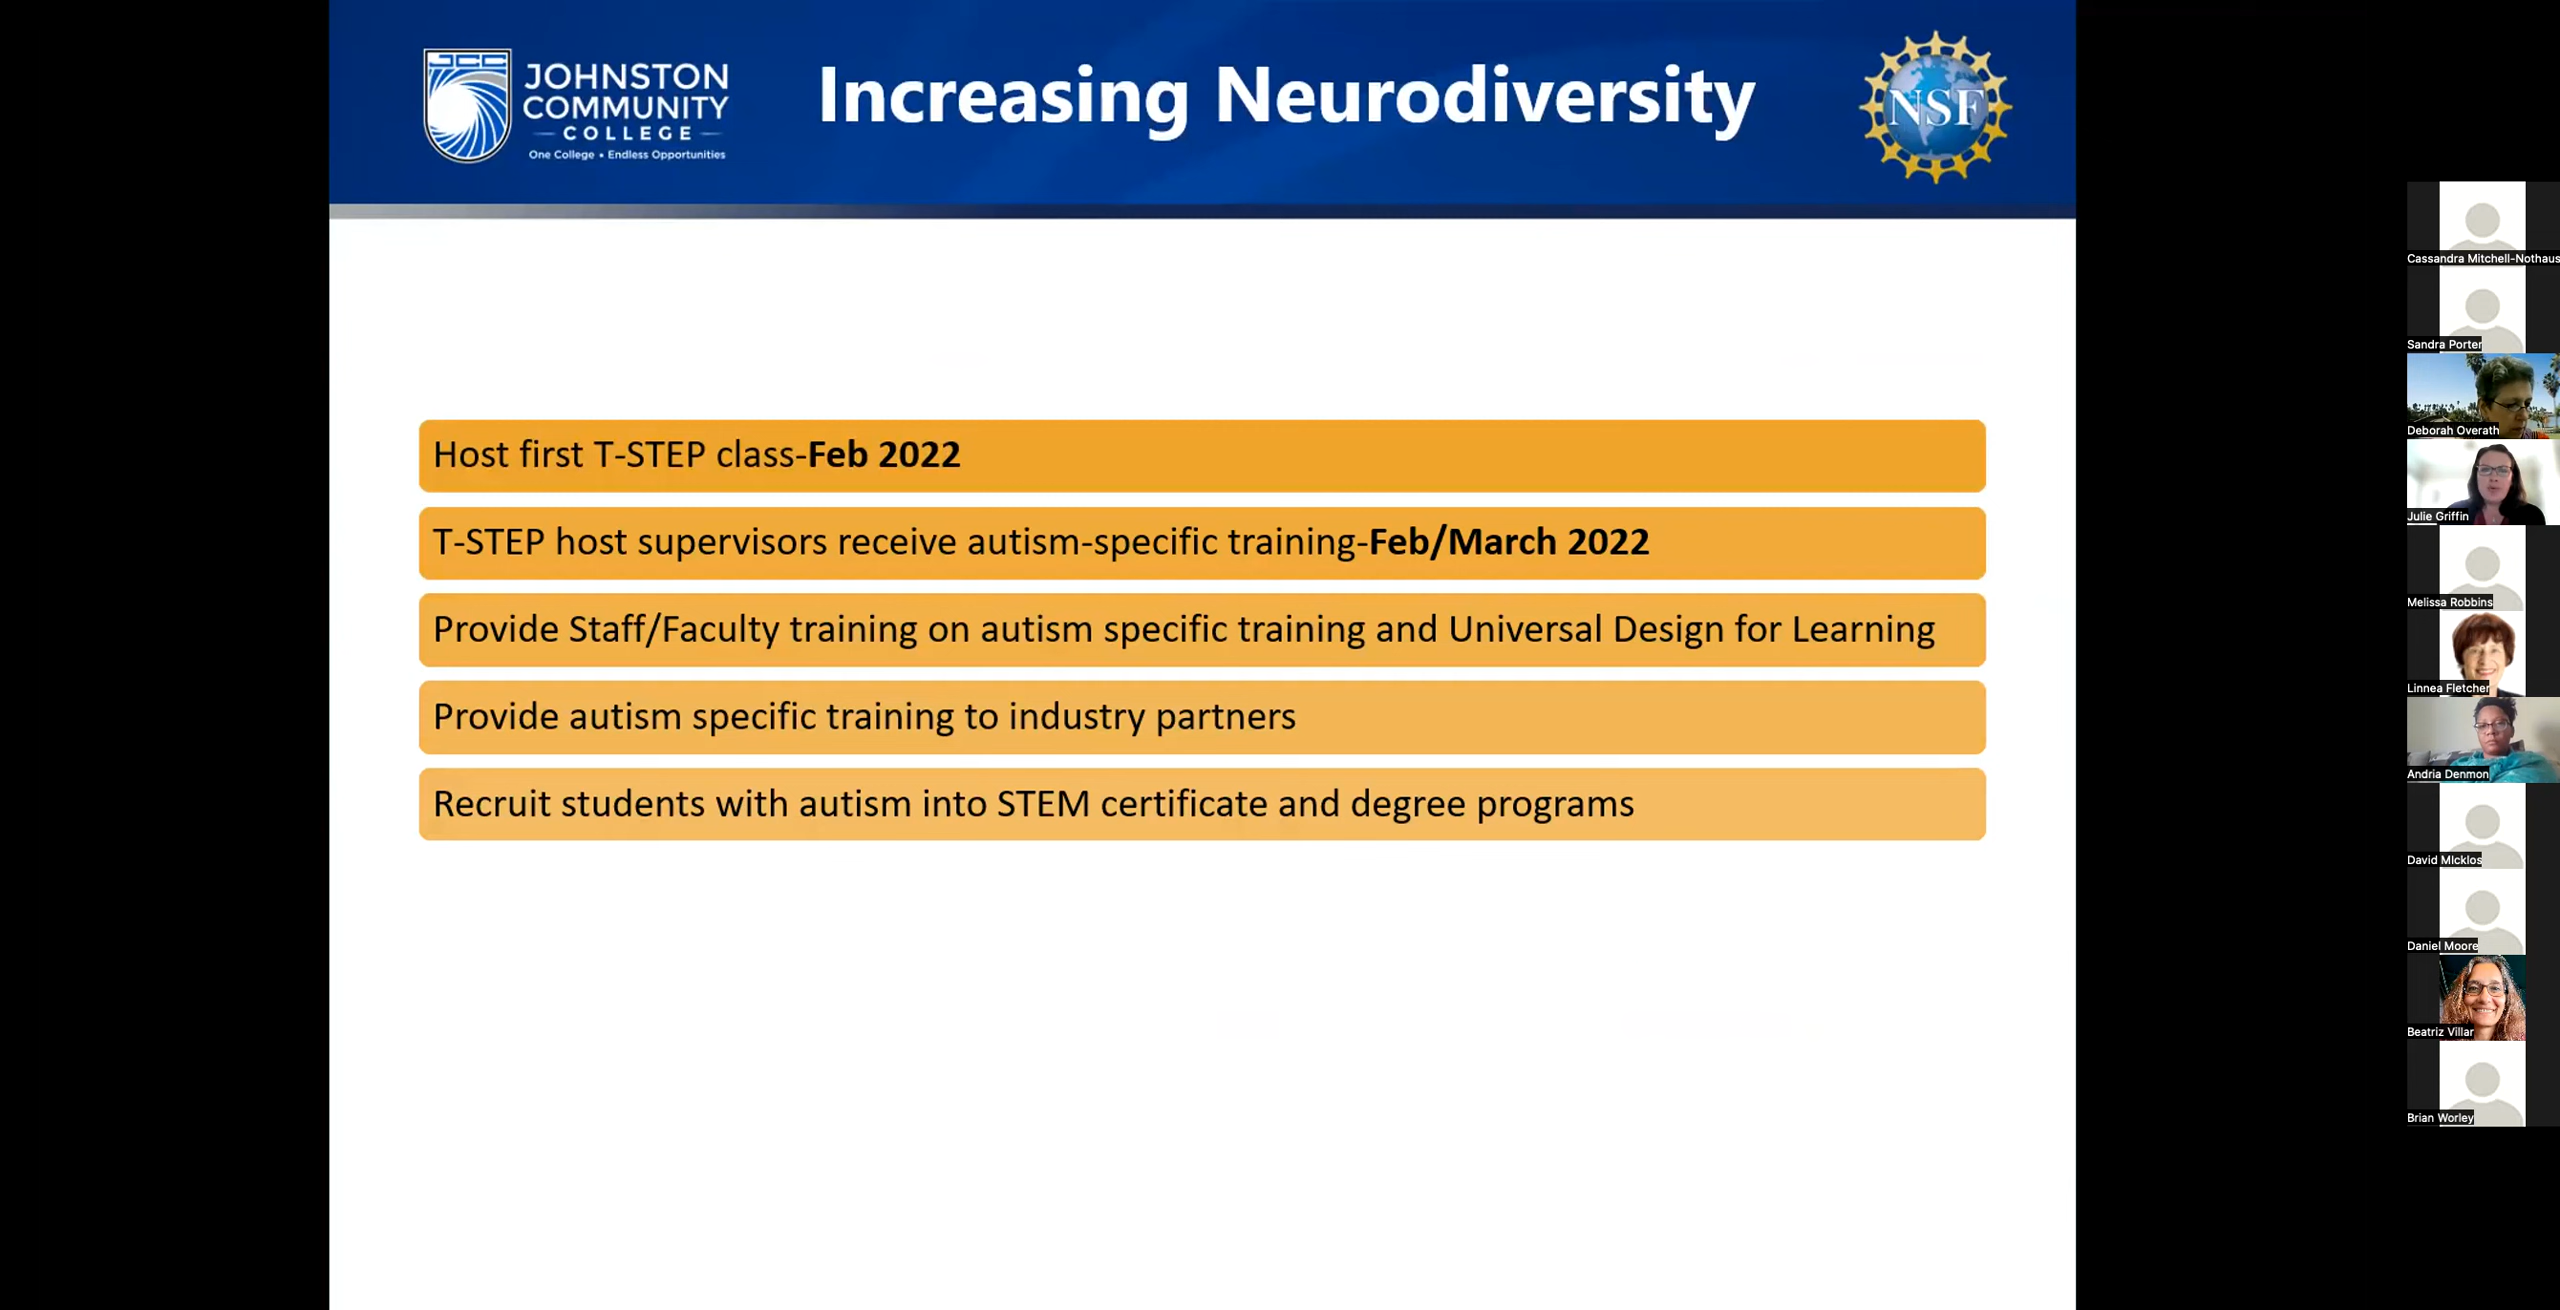 JCC
JOHNSTON
COMMUNITY
COLLEGE
One College • Endless Opportunities
Increasing Neurodiversity
NSF
Host first T-STEP class-Feb 2022
T-STEP host supervisors receive autism-specific training-Feb/March 2022
Provide Staff/Faculty training on autism specific training and Universal Design for Learning
Provide autism specific training to industry partners
Recruit students with autism into STEM certificate and degree programs
Cassandra Mitchell-Nothaus
Sandra Porter
Deborah Overath
Julie Griffin
Melissa Robbins
Linnea Fletcher
Andria Denmon
David MIcklos
Daniel Moore
Beatriz Villar
Brian Worley